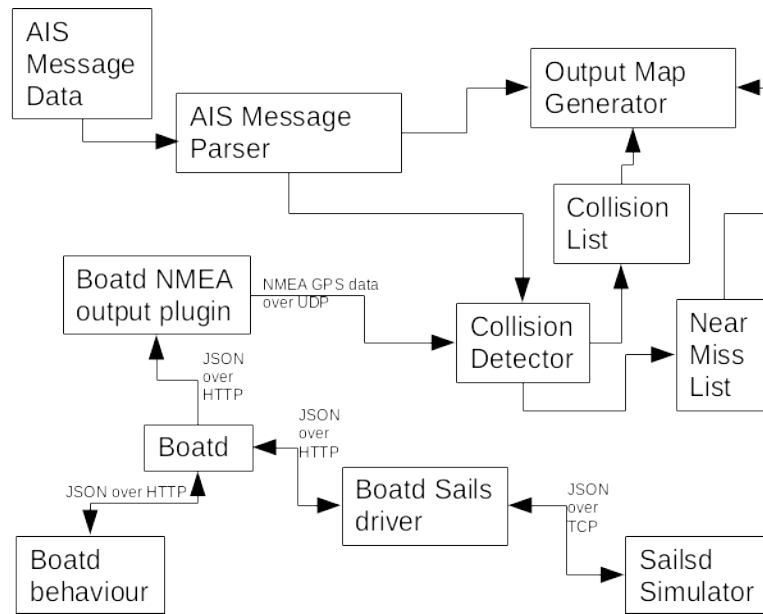 AIS
Message
Data
AIS Message
Parser
Output Map
Generator
Collision
List
Boatd NMEA
output plugin
NMEA GPS data
over UDP
Collision
Detector
Near
Miss
List
JSON
over
HTTP
Boatd
JSON
over
HTTP
JSON over HTTP
Boatd Sails
driver
JSON
over
TCP
Boatd
behaviour
Sailsd
Simulator